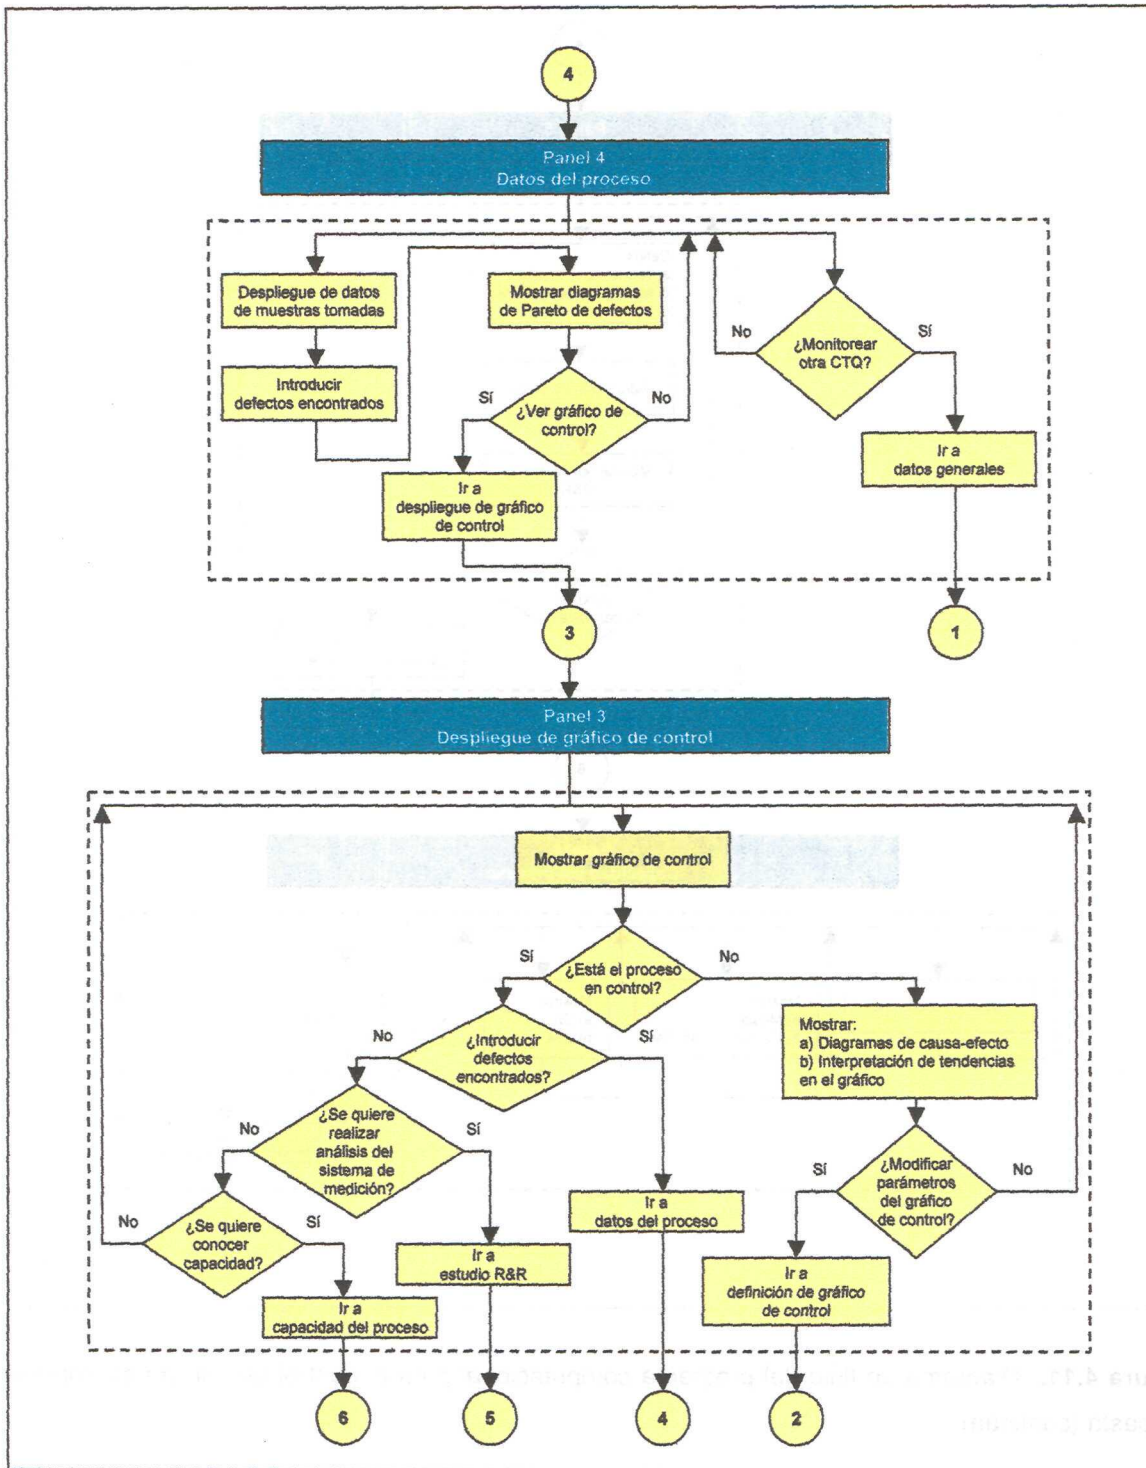 4
Panel 4
Datos del proceso
Despliegue de datos
de muestras tomadas
Introducir
defectos encontrados
Mostrar diagramas
de Pareto de defectos
Sí
¿Ver gráfico de
control?
No
Ir a
despliegue de gráfico
de control
No
¿Monitorear
otra CTQ?
Sí
Ir a
datos generales
3
1
Panel 3
Despliegue de gráfico de control
Mostrar gráfico de control
Sí
¿Está el proceso
en control?
No
No
¿Introducir
defectos
encontrados?
Sí
Mostrar:
a) Diagramas de causa-efecto
b) Interpretación de tendencias
en el gráfico
No
¿Se quiere
realizar
análisis del
sistema de
medición?
Sí
Sí
¿Modificar
parámetros
del gráfico
de control?
No
No
¿Se quiere
conocer
capacidad?
Sí
Ir a
datos del proceso
Ir a
estudio R&R
Ir a
definición de gráfico
de control
Ir a
capacidad del proceso
6
5
4
2